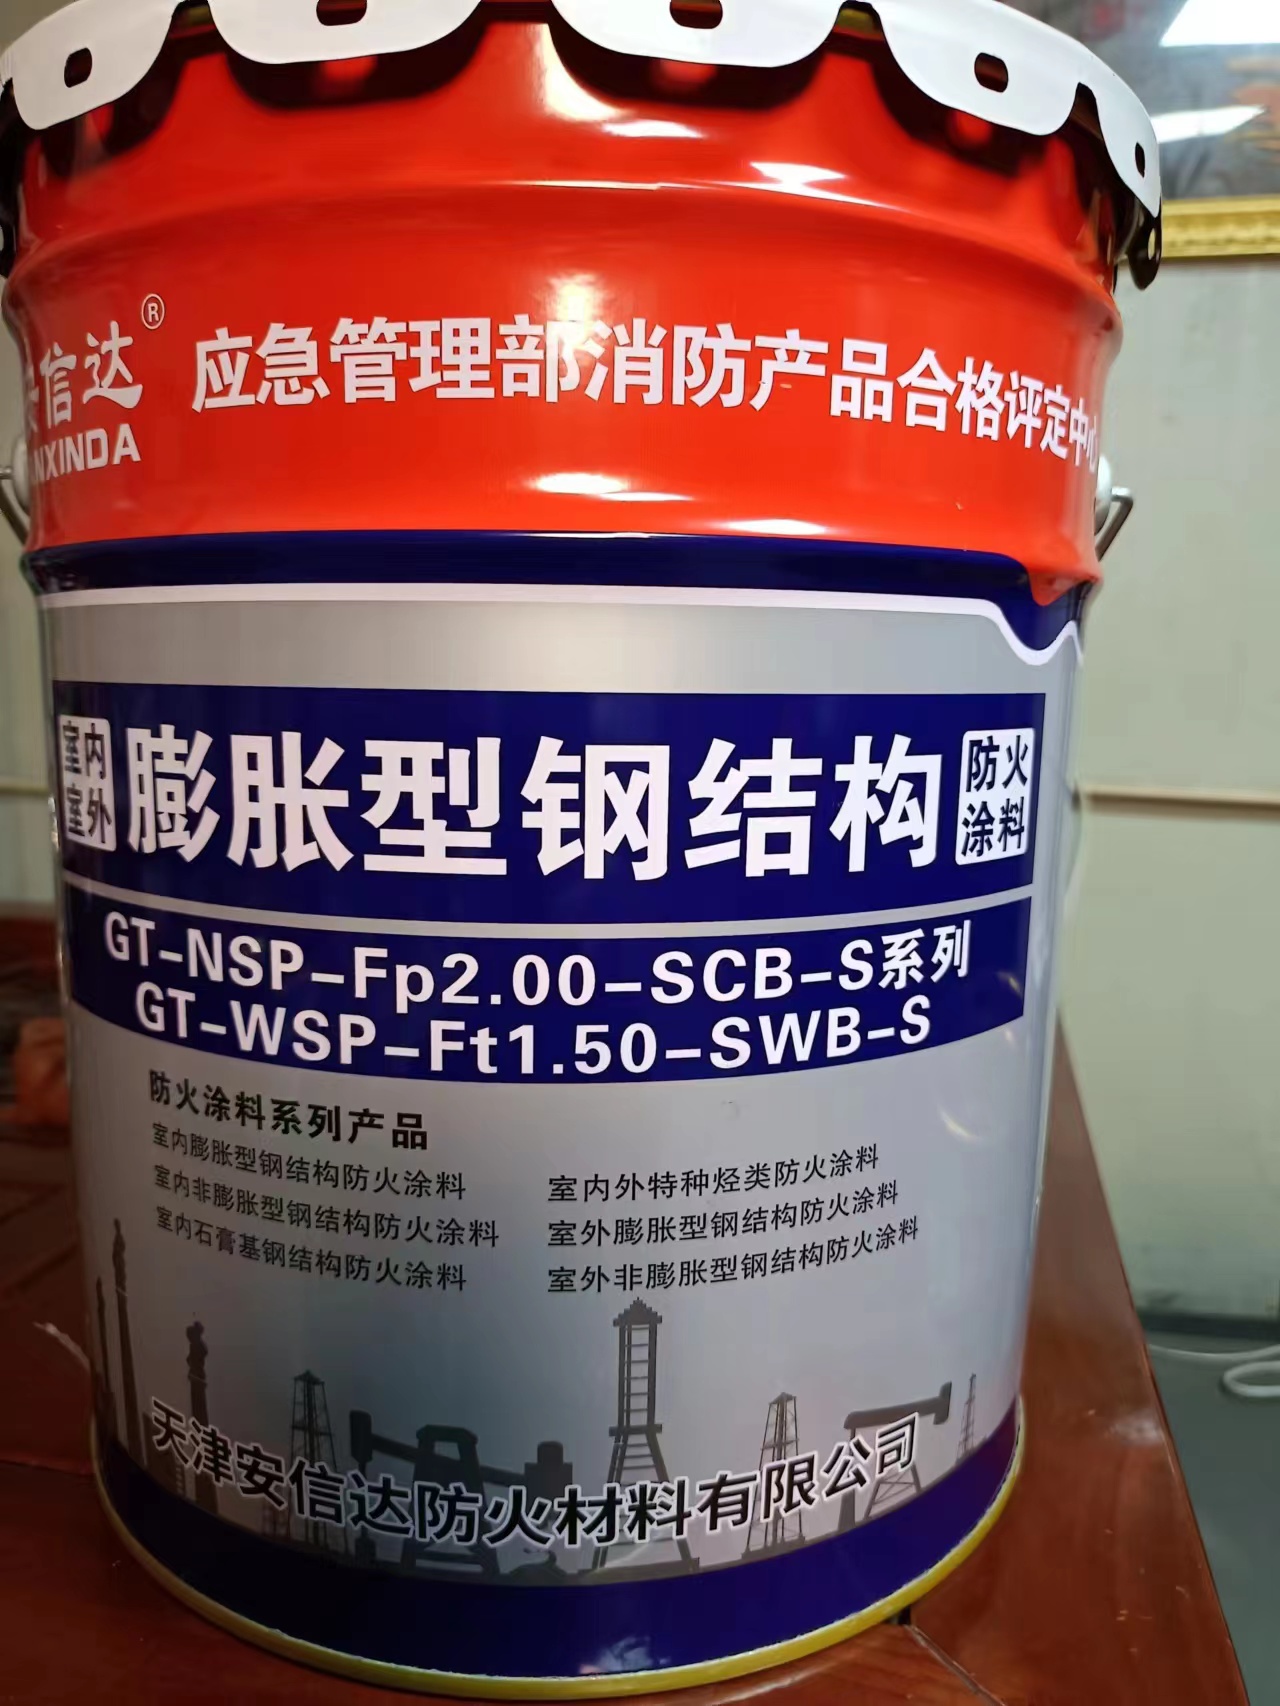 安信达®
ANXINDA
应急管理部消防产品合格评定中心
室内
室外
膨胀型钢结构
防火
涂料
GT-NSP-Fp2.00-SCB-S系列
GT-WSP-Ft1.50-SWB-S
防火涂料系列产品
室内膨胀型钢结构防火涂料
室内非膨胀型钢结构防火涂料
室内石膏基钢结构防火涂料
室内外特种烃类防火涂料
室外膨胀型钢结构防火涂料
室外非膨胀型钢结构防火涂料
天津安信达防火材料有限公司